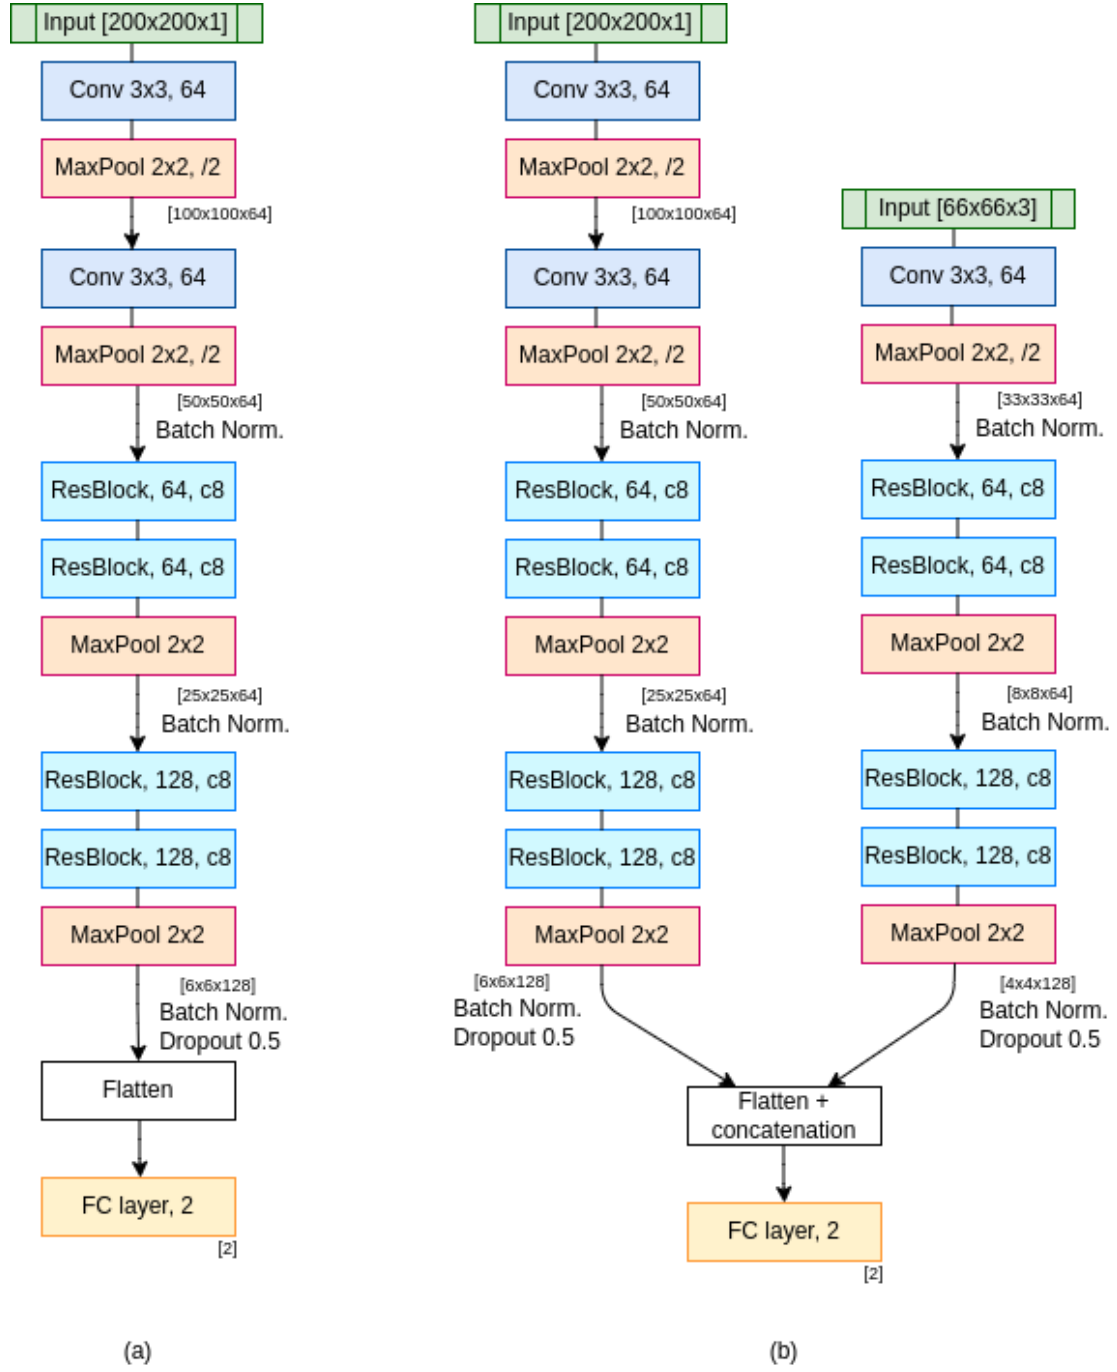 Input [200x200x1]
Conv 3x3, 64
MaxPool 2x2, /2
[100x100x64]
Conv 3x3, 64
MaxPool 2x2, /2
[50x50x64]
Batch Norm.
ResBlock, 64, c8
ResBlock, 64, c8
MaxPool 2x2
[25x25x64]
Batch Norm.
ResBlock, 128, c8
ResBlock, 128, c8
MaxPool 2x2
[6x6x128]
Batch Norm.
Dropout 0.5
Flatten
FC layer, 2
[2]
(a)
Input [200x200x1]
Conv 3x3, 64
MaxPool 2x2, /2
[100x100x64]
Conv 3x3, 64
MaxPool 2x2, /2
[50x50x64]
Batch Norm.
ResBlock, 64, c8
ResBlock, 64, c8
MaxPool 2x2
[25x25x64]
Batch Norm.
ResBlock, 128, c8
ResBlock, 128, c8
MaxPool 2x2
[6x6x128]
Batch Norm.
Dropout 0.5
Input [66x66x3]
Conv 3x3, 64
MaxPool 2x2, /2
[33x33x64]
Batch Norm.
ResBlock, 64, c8
ResBlock, 64, c8
MaxPool 2x2
[8x8x64]
Batch Norm.
ResBlock, 128, c8
ResBlock, 128, c8
MaxPool 2x2
[4x4x128]
Batch Norm.
Dropout 0.5
Flatten +
concatenation
FC layer, 2
[2]
(b)